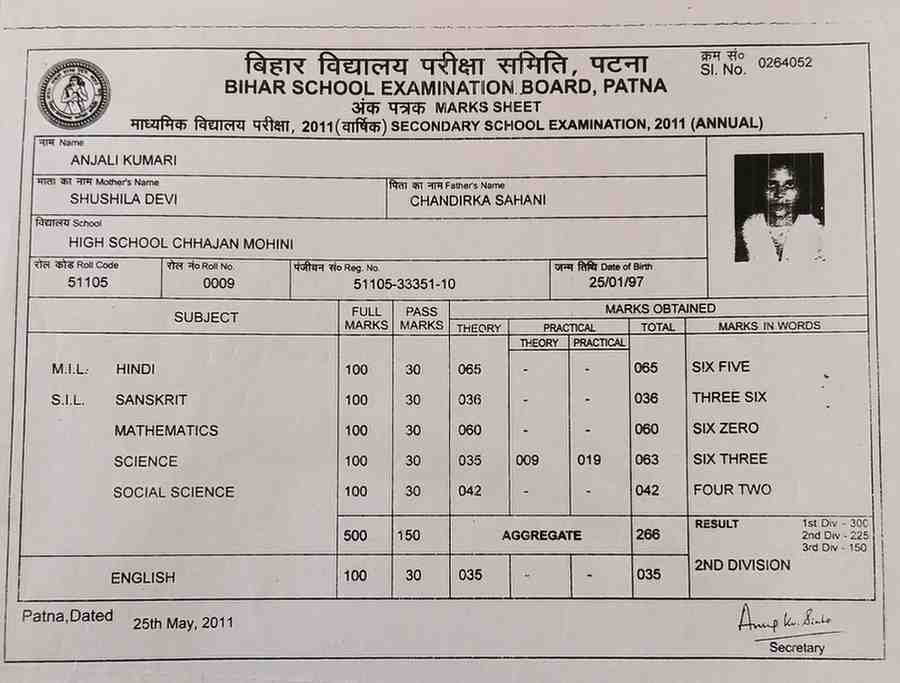 बिहार विद्यालय परीक्षा समिति, पटना
क्रम सं० 0264052
Sl. No.
BIHAR SCHOOL EXAMINATION BOARD, PATNA
अंक पत्रक MARKS SHEET
माध्यमिक विद्यालय परीक्षा, 2011(वार्षिक) SECONDARY SCHOOL EXAMINATION, 2011 (ANNUAL)
नाम Name
ANJALI KUMARI
माता का नाम Mother's Name पिता का नाम Father's Name
SHUSHILA DEVI CHANDIRKA SAHANI
विद्यालय School
HIGH SCHOOL CHHAJAN MOHINI
रोल कोड Roll Code रोल नं० Roll No. पंजीयन सं० Reg. No. जन्म तिथि Date of Birth
51105 0009 51105-33351-10 25/01/97
SUBJECT FULL MARKS PASS MARKS MARKS OBTAINED
THEORY PRACTICAL TOTAL MARKS IN WORDS
THEORY PRACTICAL
M.I.L. HINDI 100 30 065 - - 065 SIX FIVE
S.I.L. SANSKRIT 100 30 036 - - 036 THREE SIX
MATHEMATICS 100 30 060 - - 060 SIX ZERO
SCIENCE 100 30 035 009 019 063 SIX THREE
SOCIAL SCIENCE 100 30 042 - - 042 FOUR TWO
500 150 AGGREGATE 266 RESULT 1st Div - 300
2nd Div - 225
3rd Div - 150
2ND DIVISION
ENGLISH 100 30 035 - - 035
Patna,Dated 25th May, 2011
Secretary